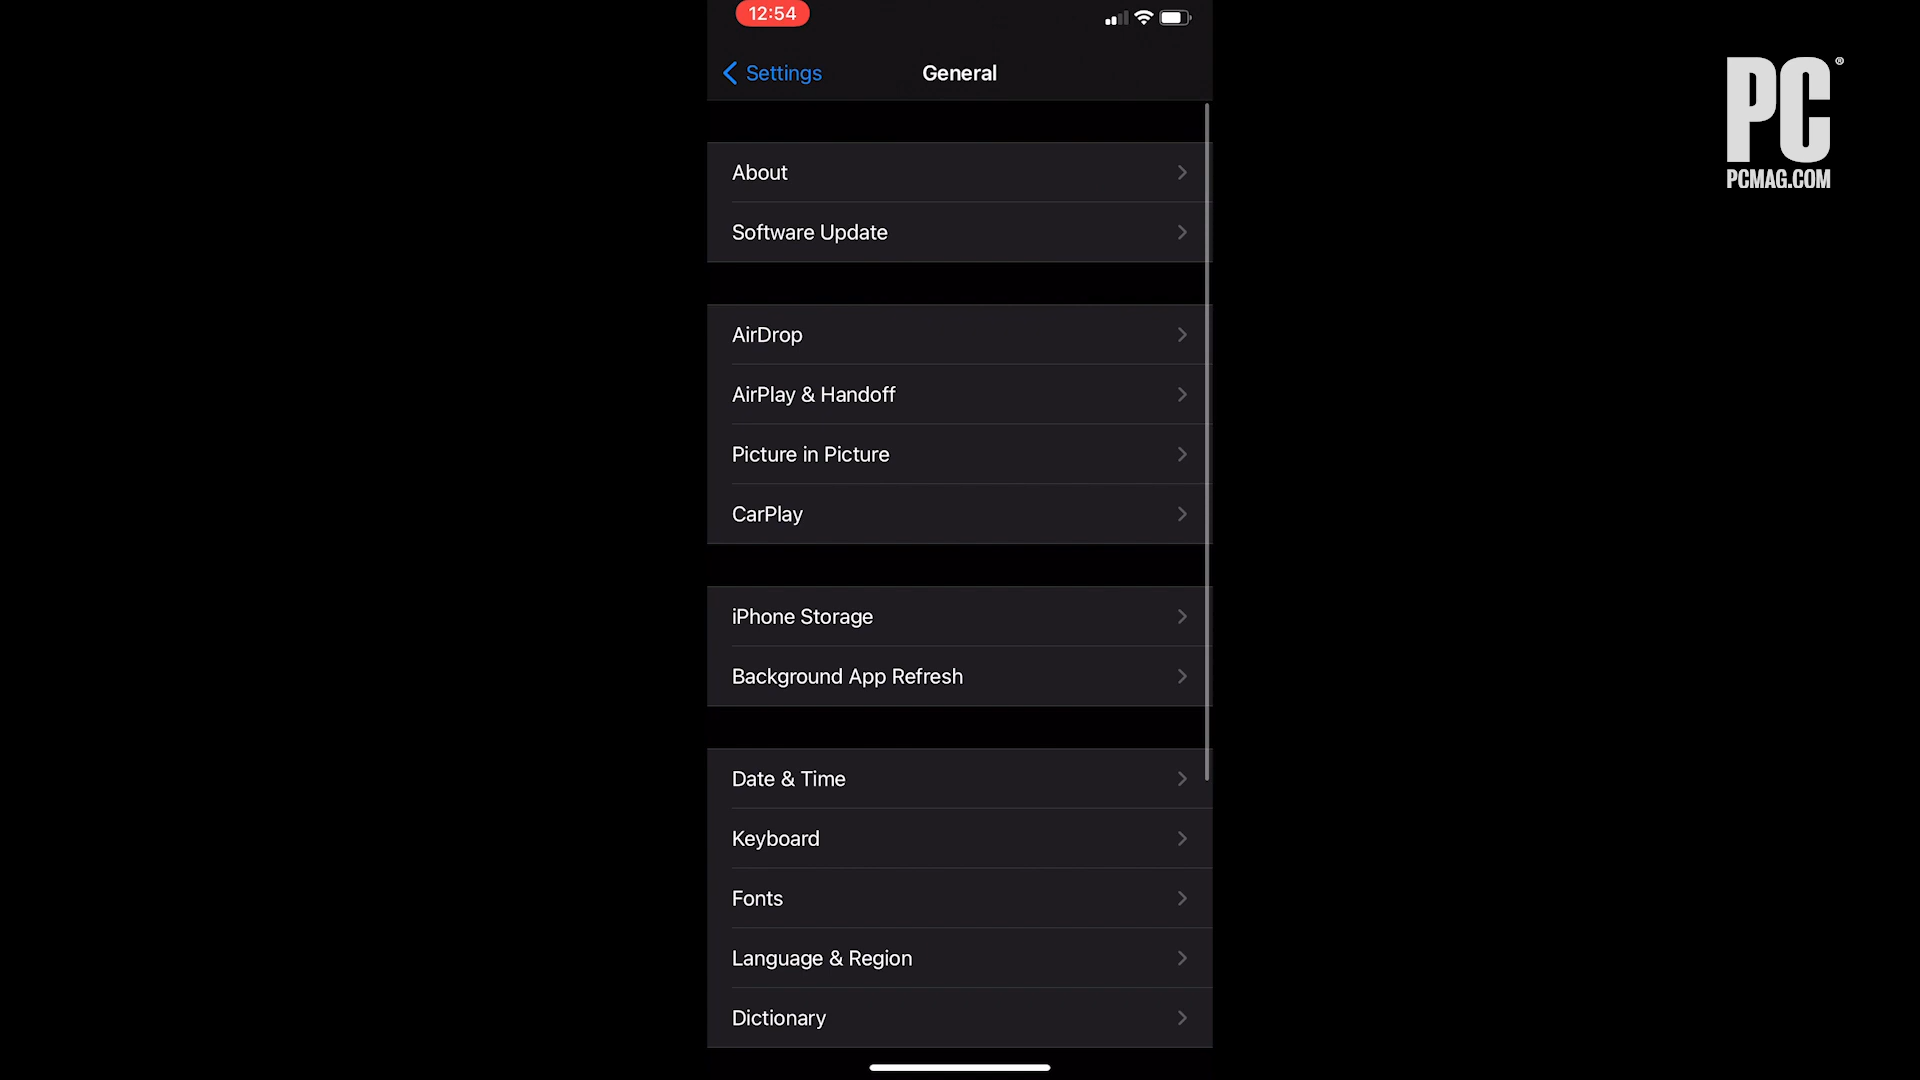 12:54
Settings
General
About
Software Update
AirDrop
AirPlay & Handoff
Picture in Picture
CarPlay
iPhone Storage
Background App Refresh
Date & Time
Keyboard
Fonts
Language & Region
Dictionary
PC®
PCMAG.COM